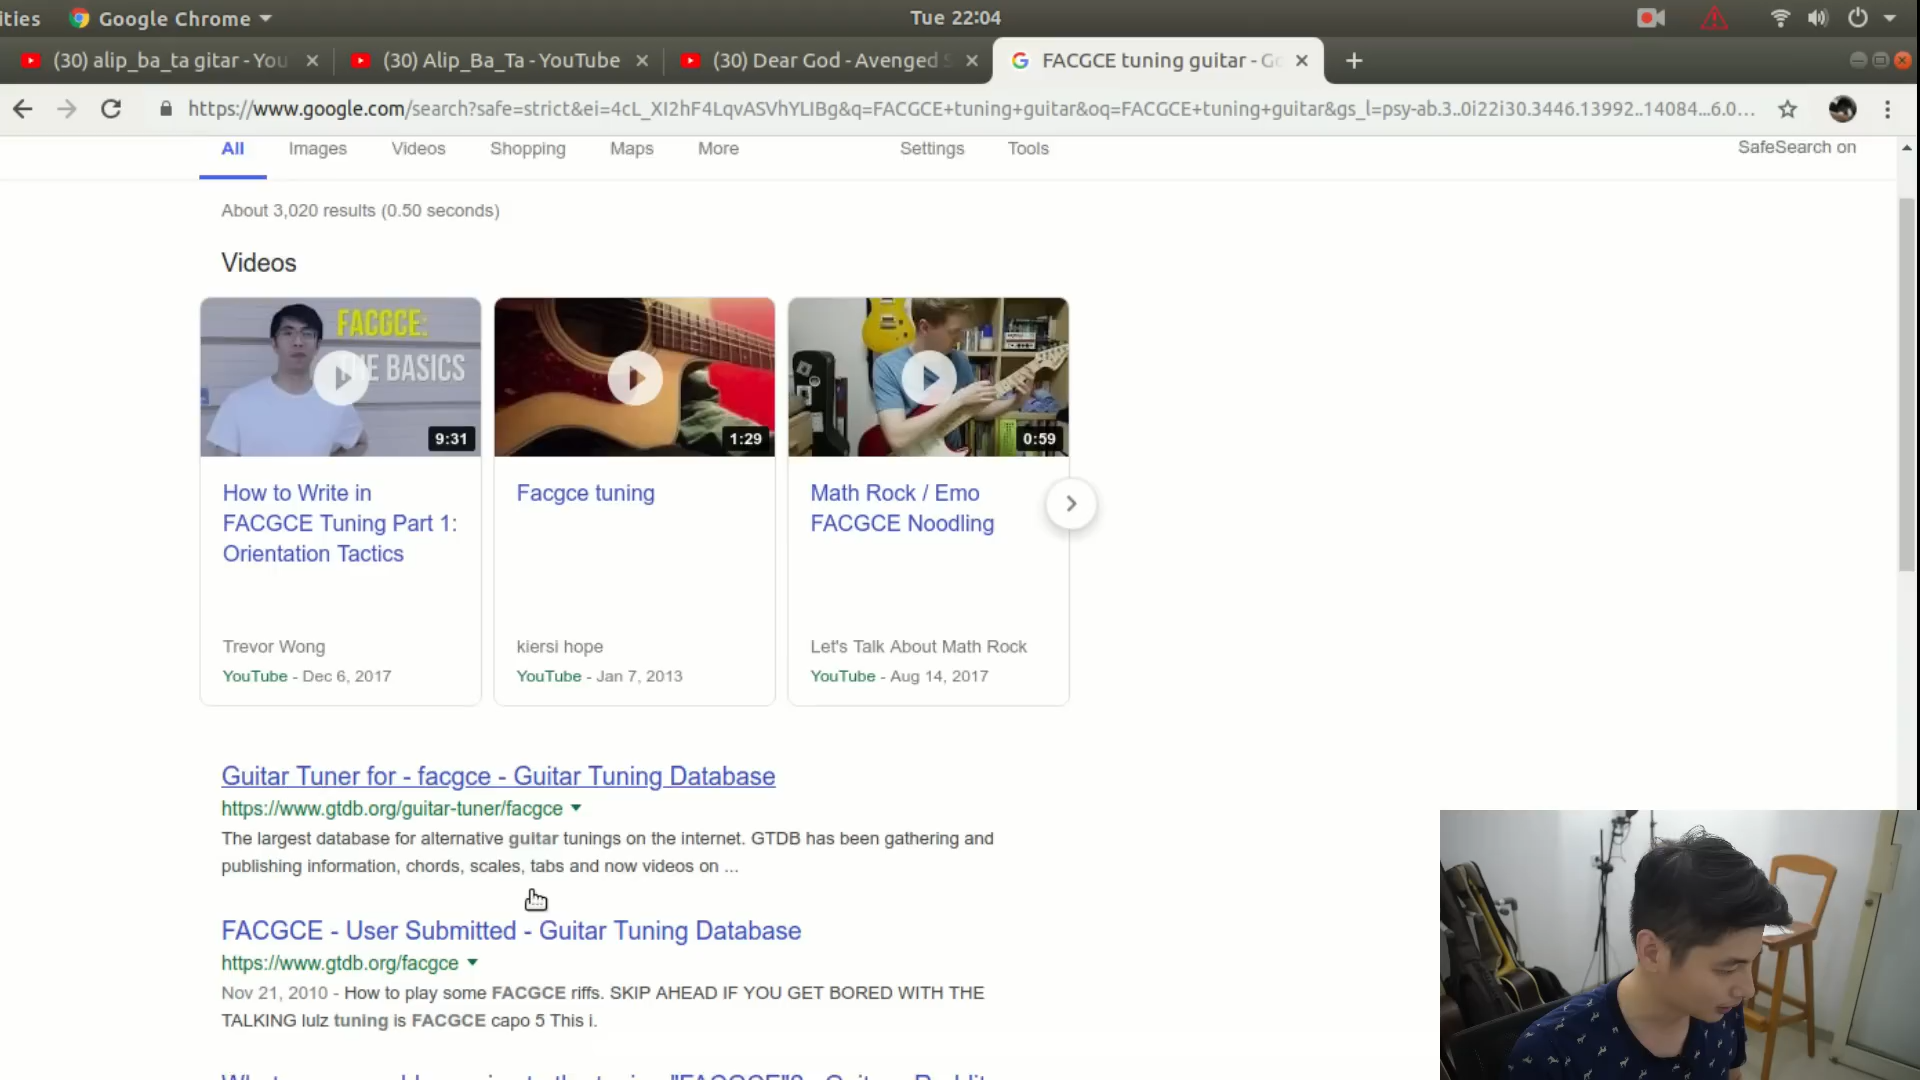 ities
Google Chrome
Tue 22:04
(30) alip_ba_ta gitar - You
(30) Alip_Ba_Ta - YouTube
(30) Dear God - Avenged S
FACGCE tuning guitar - Go
https://www.google.com/search?safe=strict&ei=4cL_XI2hF4LqvASVhYLIBg&q=FACGCE+tuning+guitar&oq=FACGCE+tuning+guitar&gs_l=psy-ab.3..0i22i30.3446.13992..14084...6.0...
All
Images
Videos
Shopping
Maps
More
Settings
Tools
SafeSearch on
About 3,020 results (0.50 seconds)
Videos
FACGCE:
THE BASICS
9:31
1:29
0:59
How to Write in
FACGCE Tuning Part 1:
Orientation Tactics
Trevor Wong
YouTube - Dec 6, 2017
Facgce tuning
kiersi hope
YouTube - Jan 7, 2013
Math Rock / Emo
FACGCE Noodling
Let's Talk About Math Rock
YouTube - Aug 14, 2017
Guitar Tuner for - facgce - Guitar Tuning Database
https://www.gtdb.org/guitar-tuner/facgce
The largest database for alternative guitar tunings on the internet. GTDB has been gathering and
publishing information, chords, scales, tabs and now videos on ...
FACGCE - User Submitted - Guitar Tuning Database
https://www.gtdb.org/facgce
Nov 21, 2010 - How to play some FACGCE riffs. SKIP AHEAD IF YOU GET BORED WITH THE
TALKING lulz tuning is FACGCE capo 5 This i.